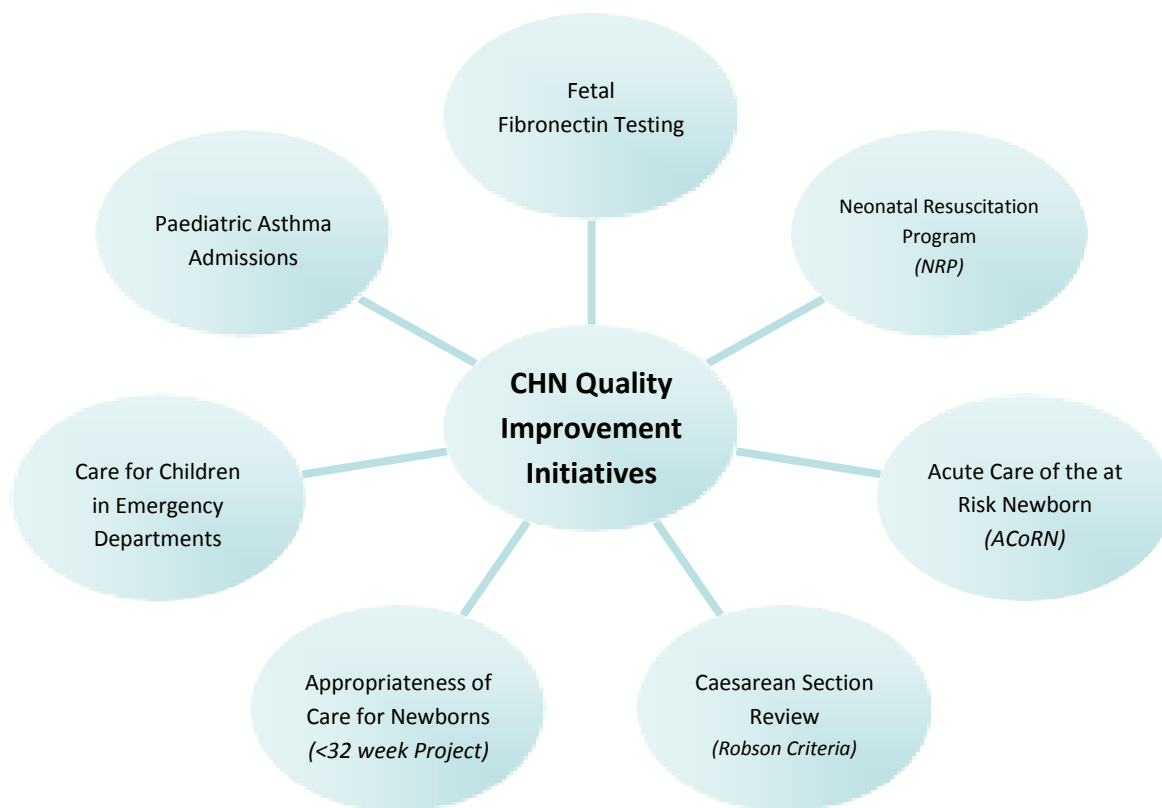 Fetal
Fibronectin Testing
Neonatal Resuscitation
Program
(NRP)
Acute Care of the at
Risk Newborn
(ACoRN)
Caesarean Section
Review
(Robson Criteria)
Appropriateness of
Care for Newborns
(<32 week Project)
Care for Children
in Emergency
Departments
Paediatric Asthma
Admissions
CHN Quality
Improvement
Initiatives